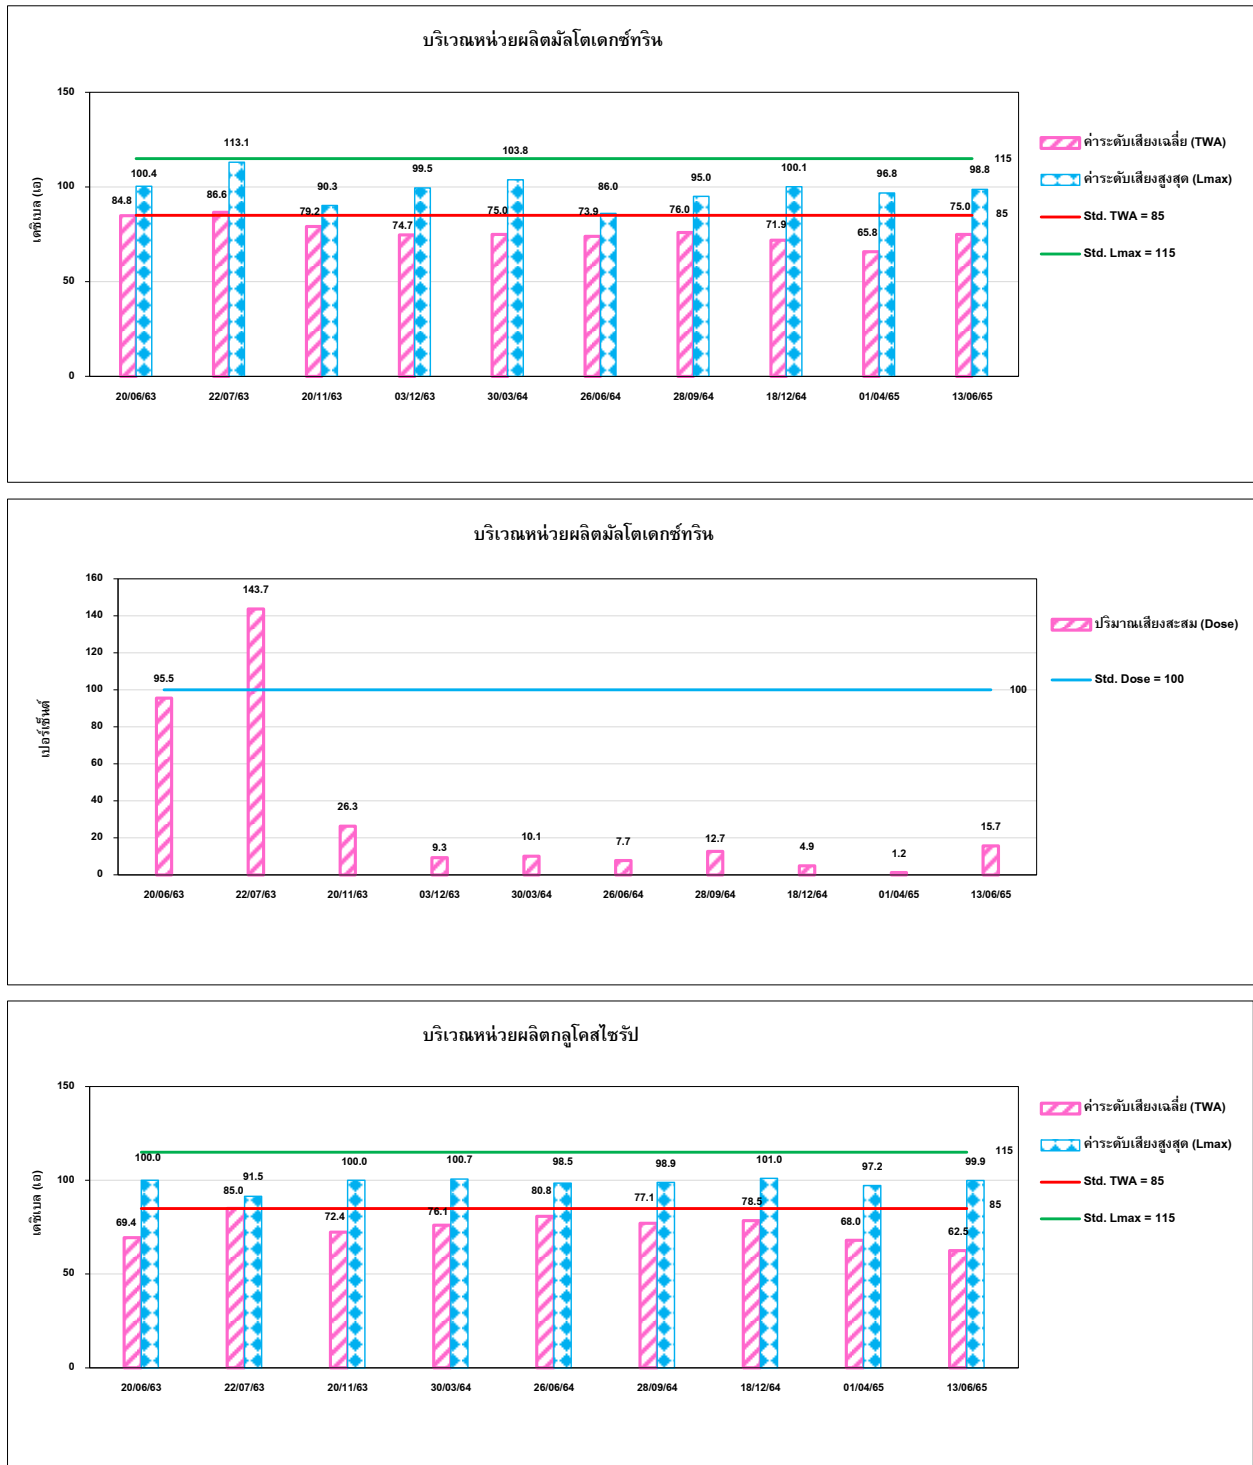 บริเวณหน่วยผลิตมัลโตเดกซ์ทริน
เดซิเบล (เอ)
150
100
50
0
100.4 113.1 90.3 99.5 103.8 86.0 95.0 100.1 96.8 98.8
84.8 86.6 79.2 74.7 75.0 73.9 76.0 71.9 65.8 75.0
115
85
20/06/63 22/07/63 20/11/63 03/12/63 30/03/64 26/06/64 28/09/64 18/12/64 01/04/65 13/06/65
ค่าระดับเสียงเฉลี่ย (TWA)
ค่าระดับเสียงสูงสุด (Lmax)
Std. TWA = 85
Std. Lmax = 115
บริเวณหน่วยผลิตมัลโตเดกซ์ทริน
เปอร์เซ็นต์
160
140
120
100
80
60
40
20
0
95.5 143.7 26.3 9.3 10.1 7.7 12.7 4.9 1.2 15.7
100
20/06/63 22/07/63 20/11/63 03/12/63 30/03/64 26/06/64 28/09/64 18/12/64 01/04/65 13/06/65
ปริมาณเสียงสะสม (Dose)
Std. Dose = 100
บริเวณหน่วยผลิตกลูโคสไซรัป
เดซิเบล (เอ)
150
100
50
0
100.0 91.5 100.0 100.7 98.5 98.9 101.0 97.2 99.9
69.4 85.0 72.4 76.1 80.8 77.1 78.5 68.0 62.5
115
85
20/06/63 22/07/63 20/11/63 30/03/64 26/06/64 28/09/64 18/12/64 01/04/65 13/06/65
ค่าระดับเสียงเฉลี่ย (TWA)
ค่าระดับเสียงสูงสุด (Lmax)
Std. TWA = 85
Std. Lmax = 115